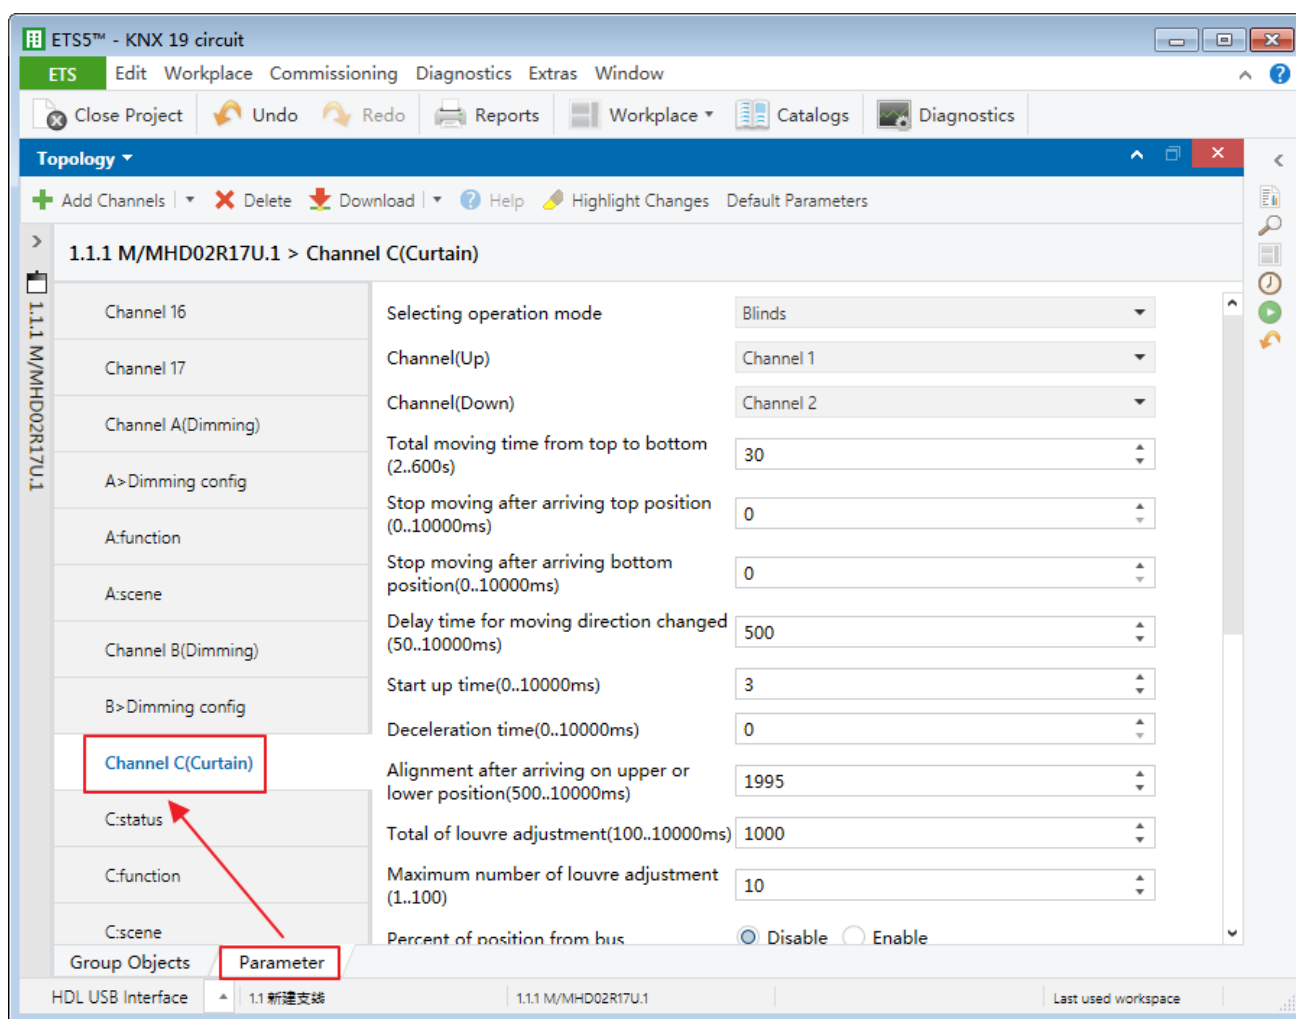 ETS5™ - KNX 19 circuit
ETS Edit Workplace Commissioning Diagnostics Extras Window
Close Project Undo Redo Reports Workplace Catalogs Diagnostics
Topology
Add Channels Delete Download Help Highlight Changes Default Parameters
1.1.1 M/MHD02R17U.1 > Channel C(Curtain)
1.1.1 M/MHD02R17U.1
Channel 16
Channel 17
Channel A(Dimming)
A>Dimming config
A:function
A:scene
Channel B(Dimming)
B>Dimming config
Channel C(Curtain)
C:status
C:function
C:scene
Selecting operation mode Blinds
Channel(Up) Channel 1
Channel(Down) Channel 2
Total moving time from top to bottom
(2..600s) 30
Stop moving after arriving top position
(0..10000ms) 0
Stop moving after arriving bottom
position(0..10000ms) 0
Delay time for moving direction changed
(50..10000ms) 500
Start up time(0..10000ms) 3
Deceleration time(0..10000ms) 0
Alignment after arriving on upper or
lower position(500..10000ms) 1995
Total of louvre adjustment(100..10000ms) 1000
Maximum number of louvre adjustment
(1..100) 10
Percent of position from bus Disable Enable
Group Objects Parameter
HDL USB Interface 1.1 新建支线 1.1.1 M/MHD02R17U.1 Last used workspace